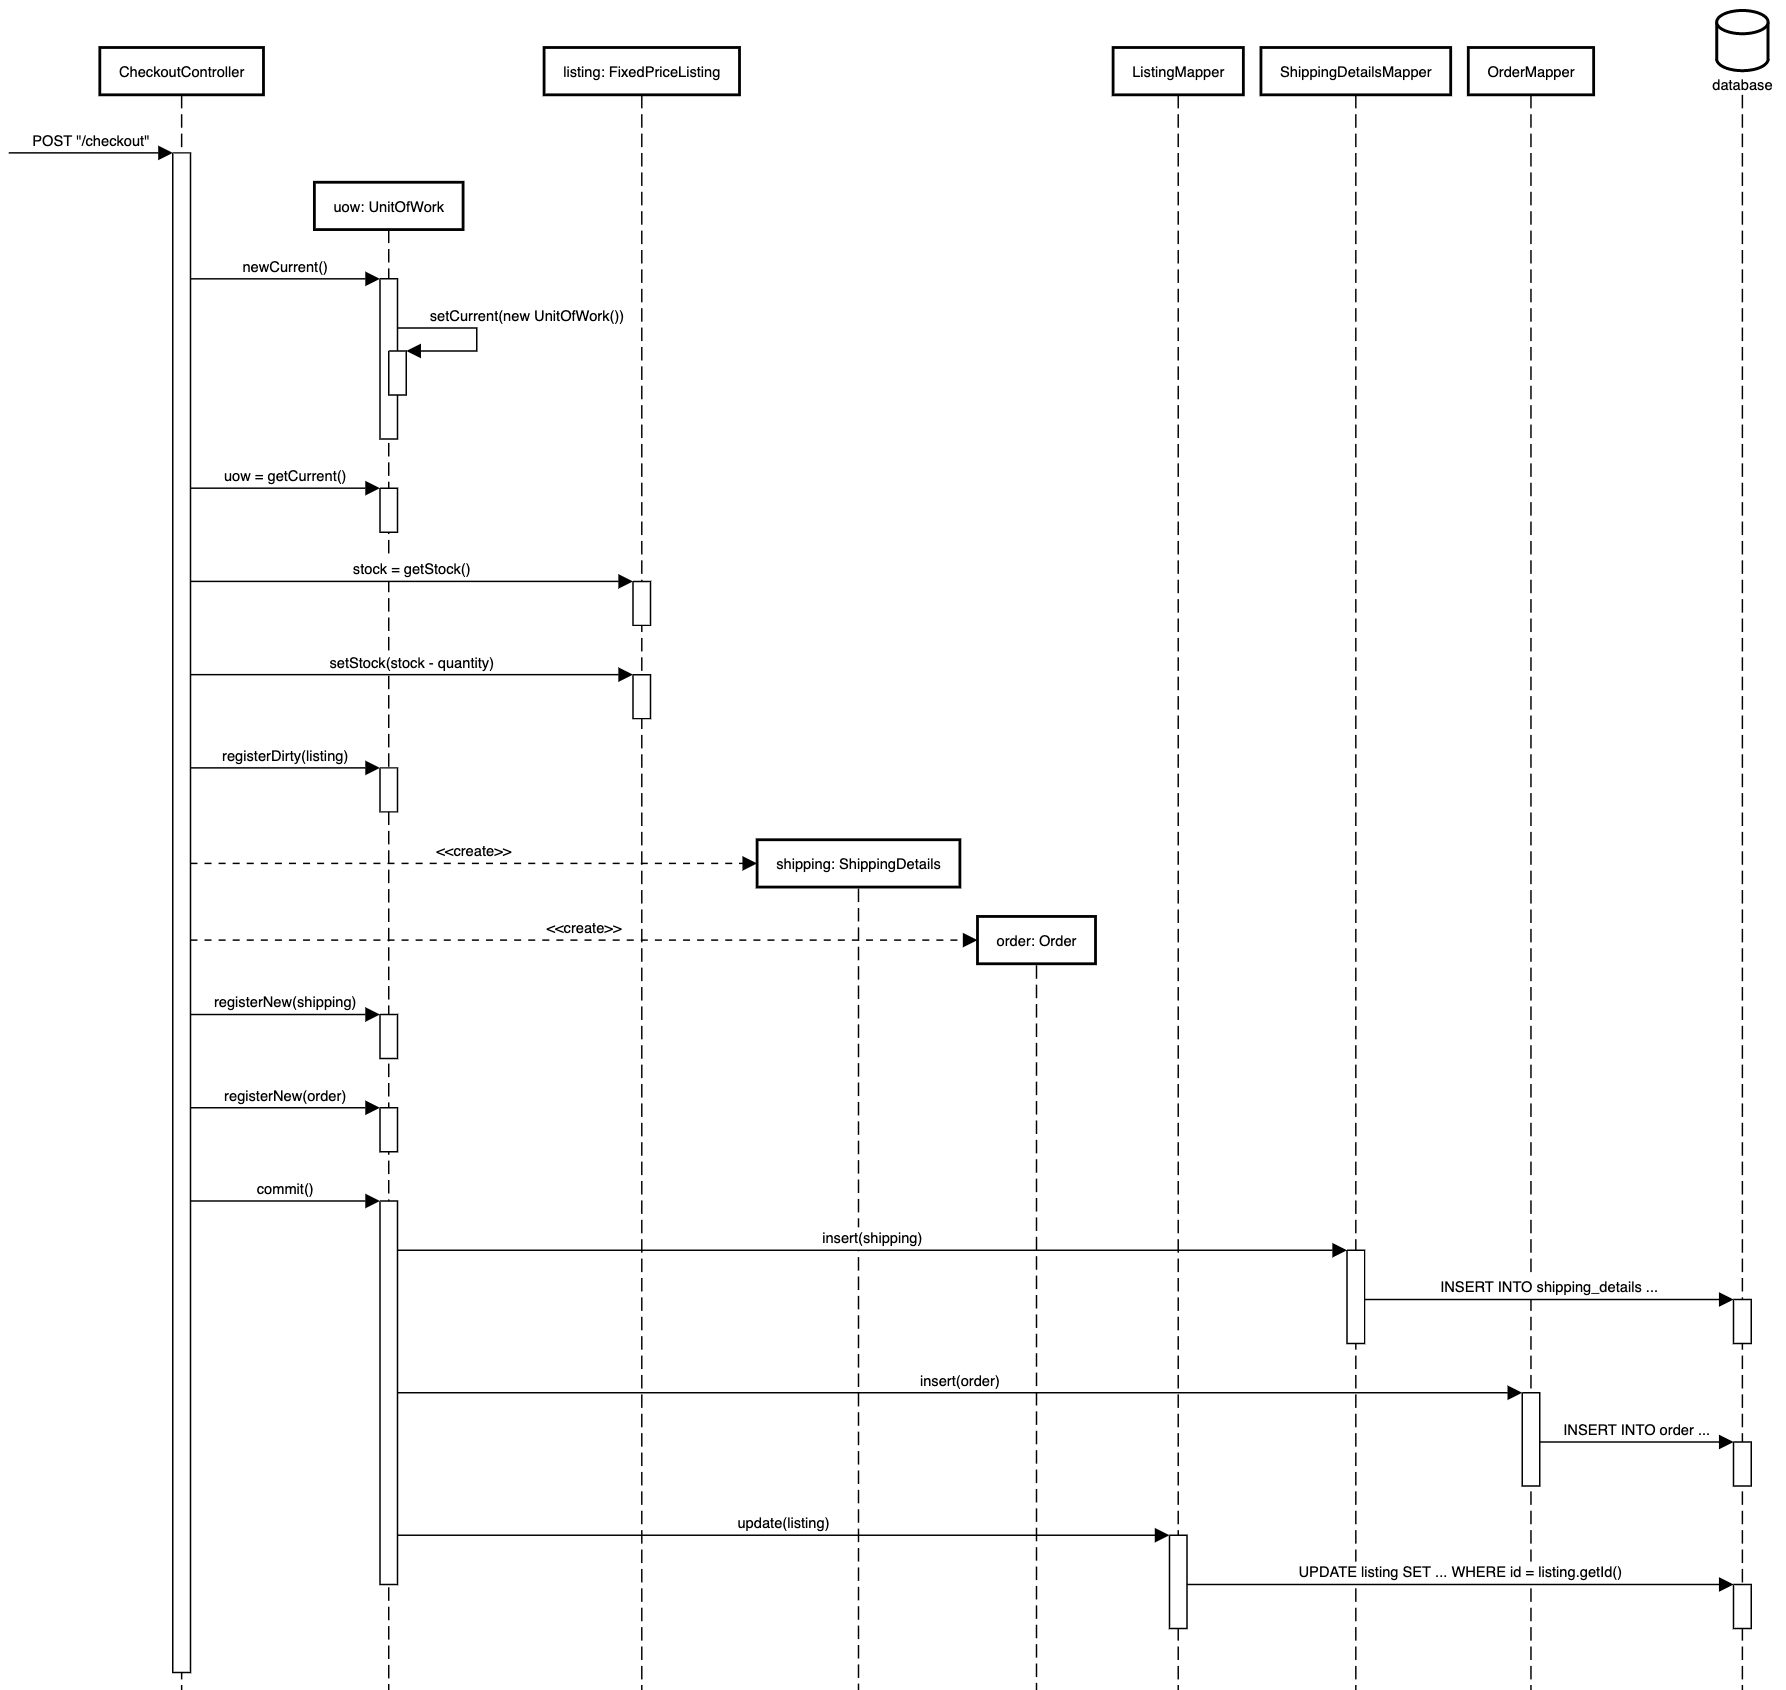 CheckoutController
listing: FixedPriceListing
ListingMapper
ShippingDetailsMapper
OrderMapper
database
POST "/checkout"
uow: UnitOfWork
newCurrent()
setCurrent(new UnitOfWork())
uow = getCurrent()
stock = getStock()
setStock(stock - quantity)
registerDirty(listing)
<<create>>
shipping: ShippingDetails
<<create>>
order: Order
registerNew(shipping)
registerNew(order)
commit()
insert(shipping)
INSERT INTO shipping_details ...
insert(order)
INSERT INTO order ...
update(listing)
UPDATE listing SET ... WHERE id = listing.getId()